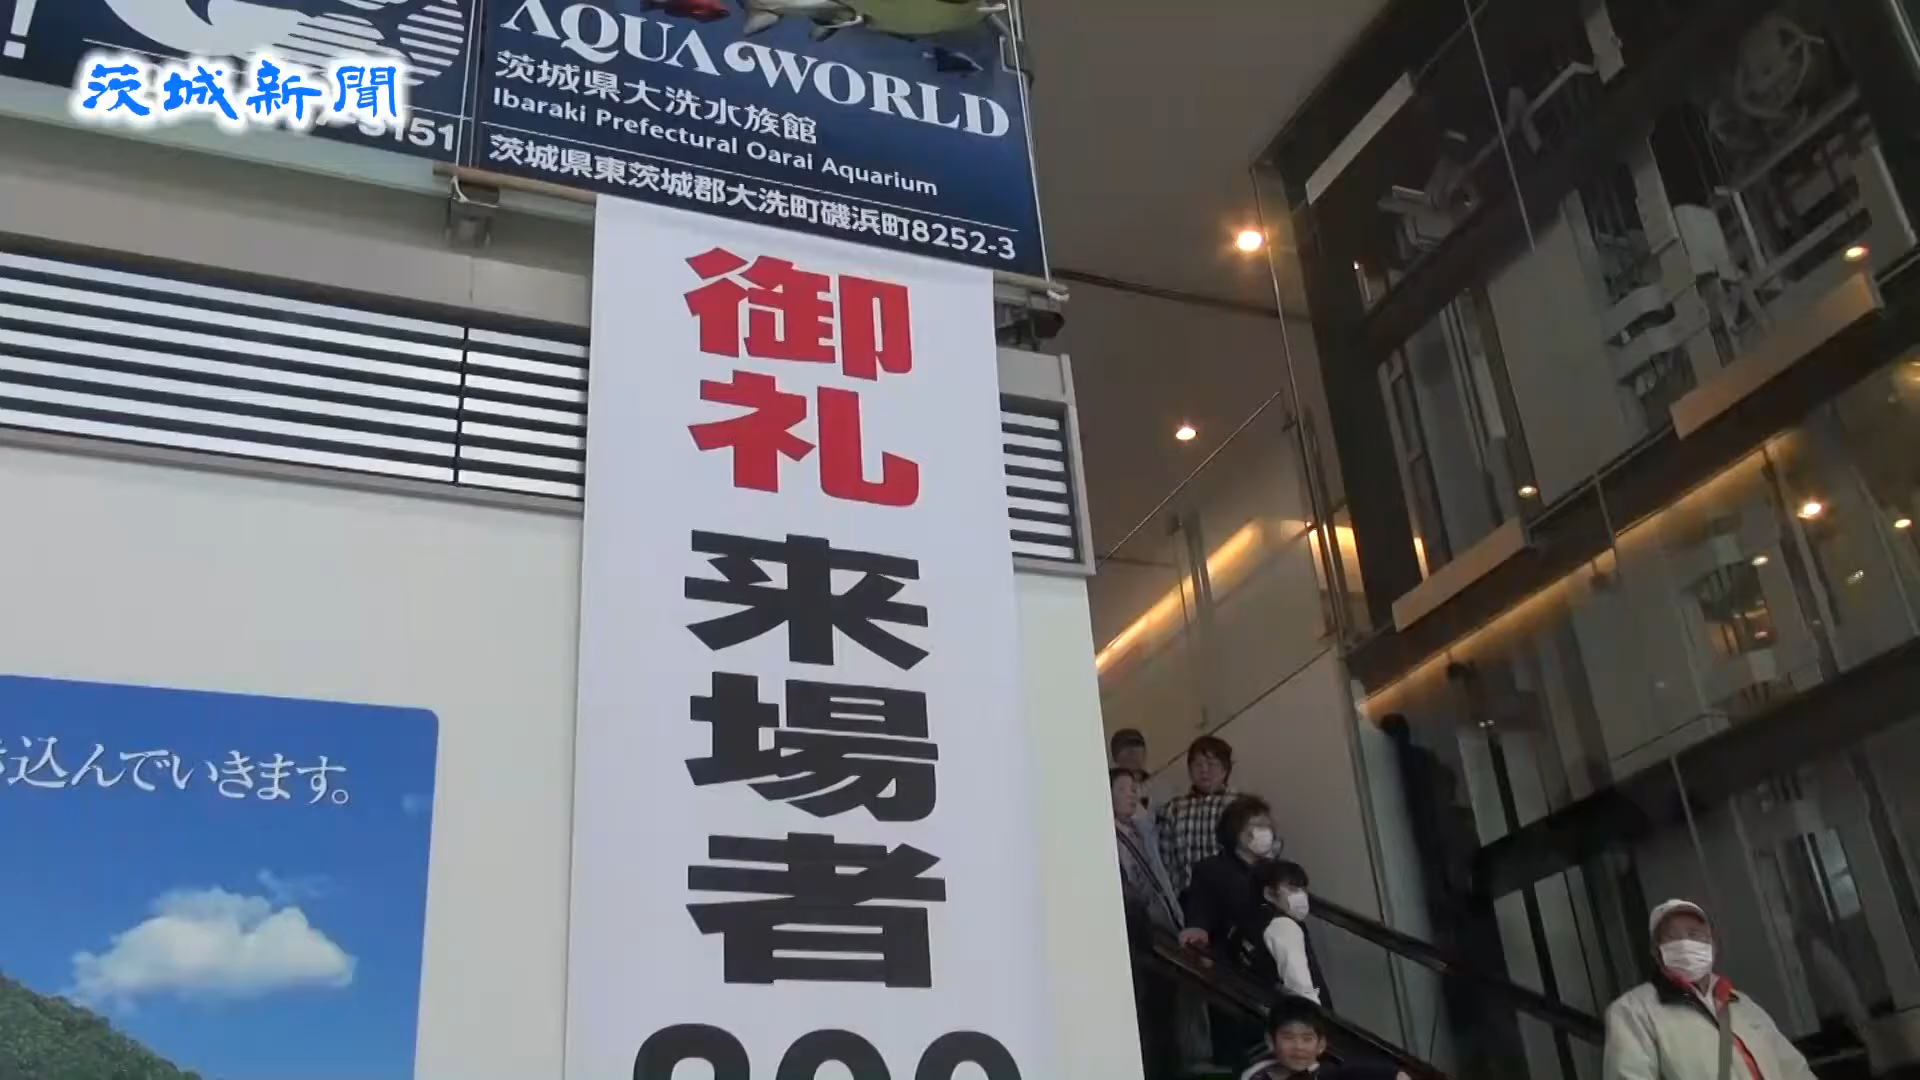 !
茨城新聞
5151
AQUA WORLD
茨城県大洗水族館
Ibaraki Prefectural Oarai Aquarium
茨城県東茨城郡大洗町磯浜町8252-3
御礼
来場者
込んでいきます。